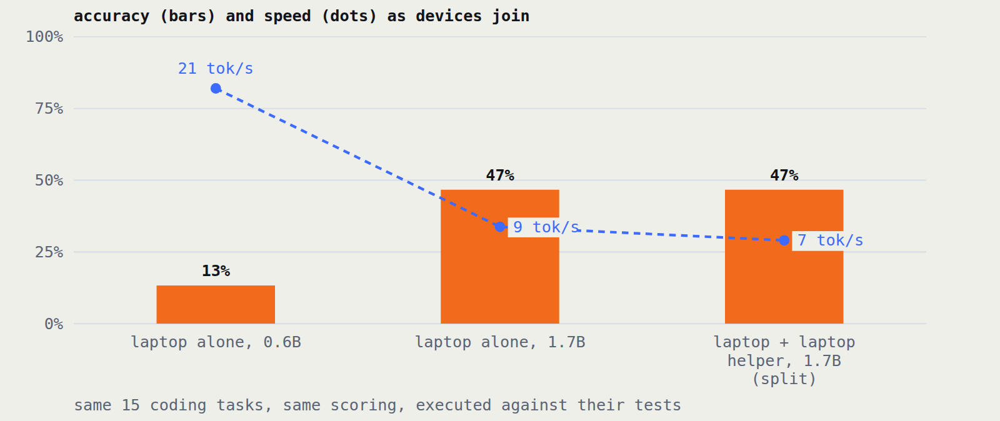 accuracy (bars) and speed (dots) as devices join
100%
21 tok/s
75%
47%
47%
50%
9 tok/s
7 tok/s
25%
13%
0%
laptop alone, 0.6B
laptop alone, 1.7B
laptop + laptop
helper, 1.7B
(split)
same 15 coding tasks, same scoring, executed against their tests